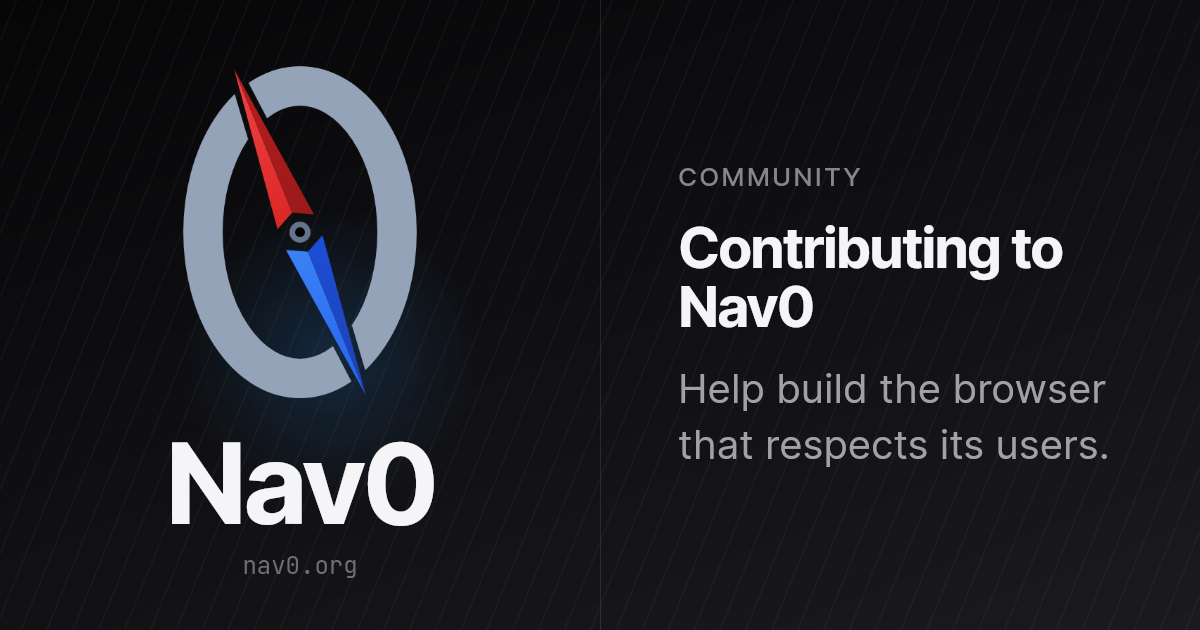 Nav0
nav0.org
COMMUNITY
Contributing to
Nav0
Help build the browser
that respects its users.